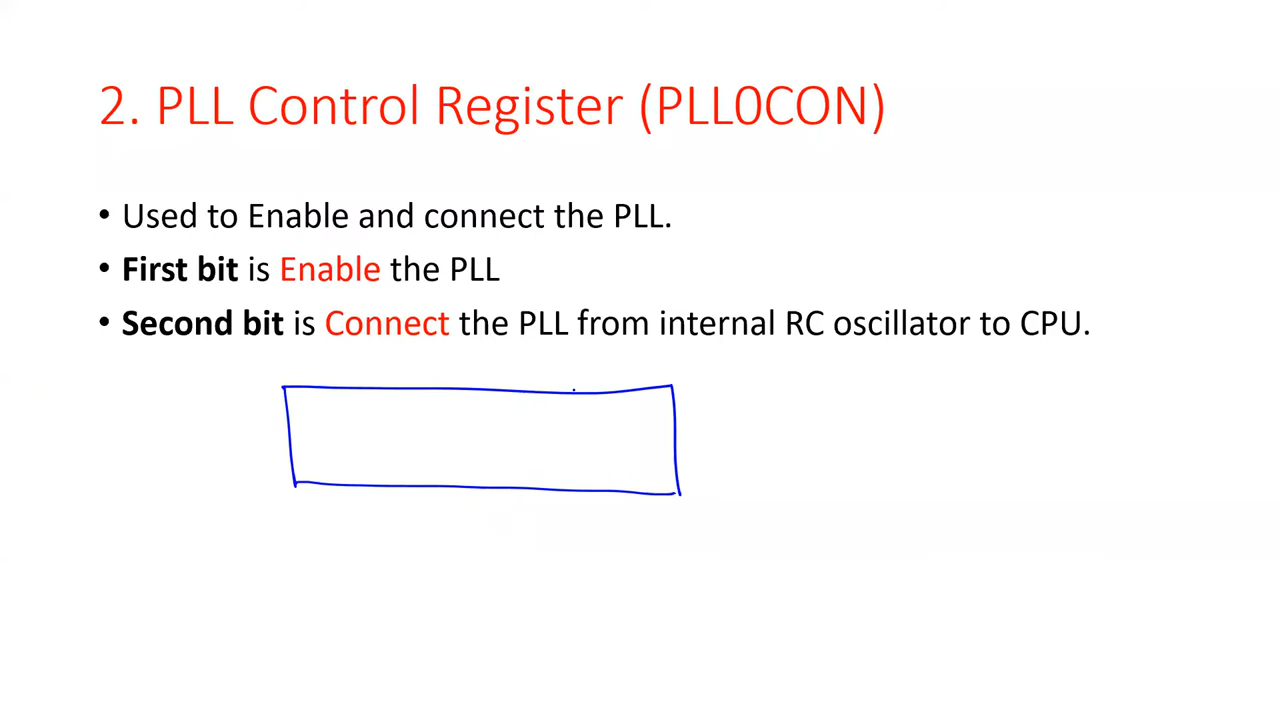 2. PLL Control Register (PLL0CON)
• Used to Enable and connect the PLL.
• First bit is Enable the PLL
• Second bit is Connect the PLL from internal RC oscillator to CPU.